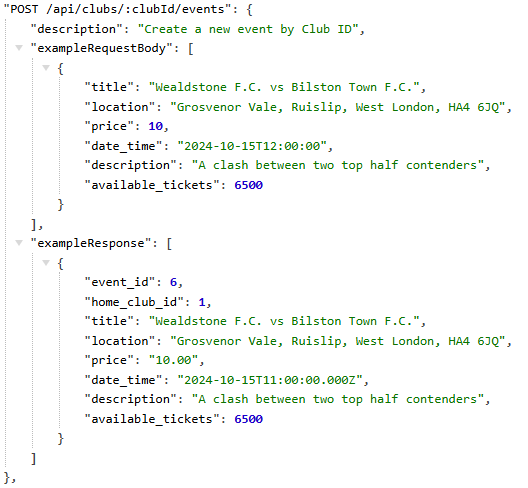 "POST /api/clubs/:clubId/events": {
"description": "Create a new event by Club ID",
"exampleRequestBody": [
{
"title": "Wealdstone F.C. vs Bilston Town F.C.",
"location": "Grosvenor Vale, Ruislip, West London, HA4 6JQ",
"price": 10,
"date_time": "2024-10-15T12:00:00",
"description": "A clash between two top half contenders",
"available_tickets": 6500
}
],
"exampleResponse": [
{
"event_id": 6,
"home_club_id": 1,
"title": "Wealdstone F.C. vs Bilston Town F.C.",
"location": "Grosvenor Vale, Ruislip, West London, HA4 6JQ",
"price": "10.00",
"date_time": "2024-10-15T11:00:00.000Z",
"description": "A clash between two top half contenders",
"available_tickets": 6500
}
]
},